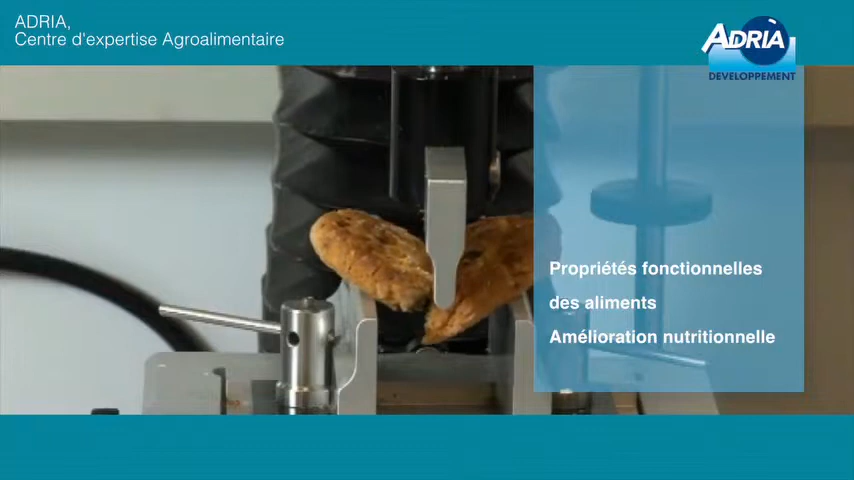 ADRIA,
Centre d'expertise Agroalimentaire
ADRIA
DEVELOPPEMENT
Propriétés fonctionnelles
des aliments
Amélioration nutritionnelle